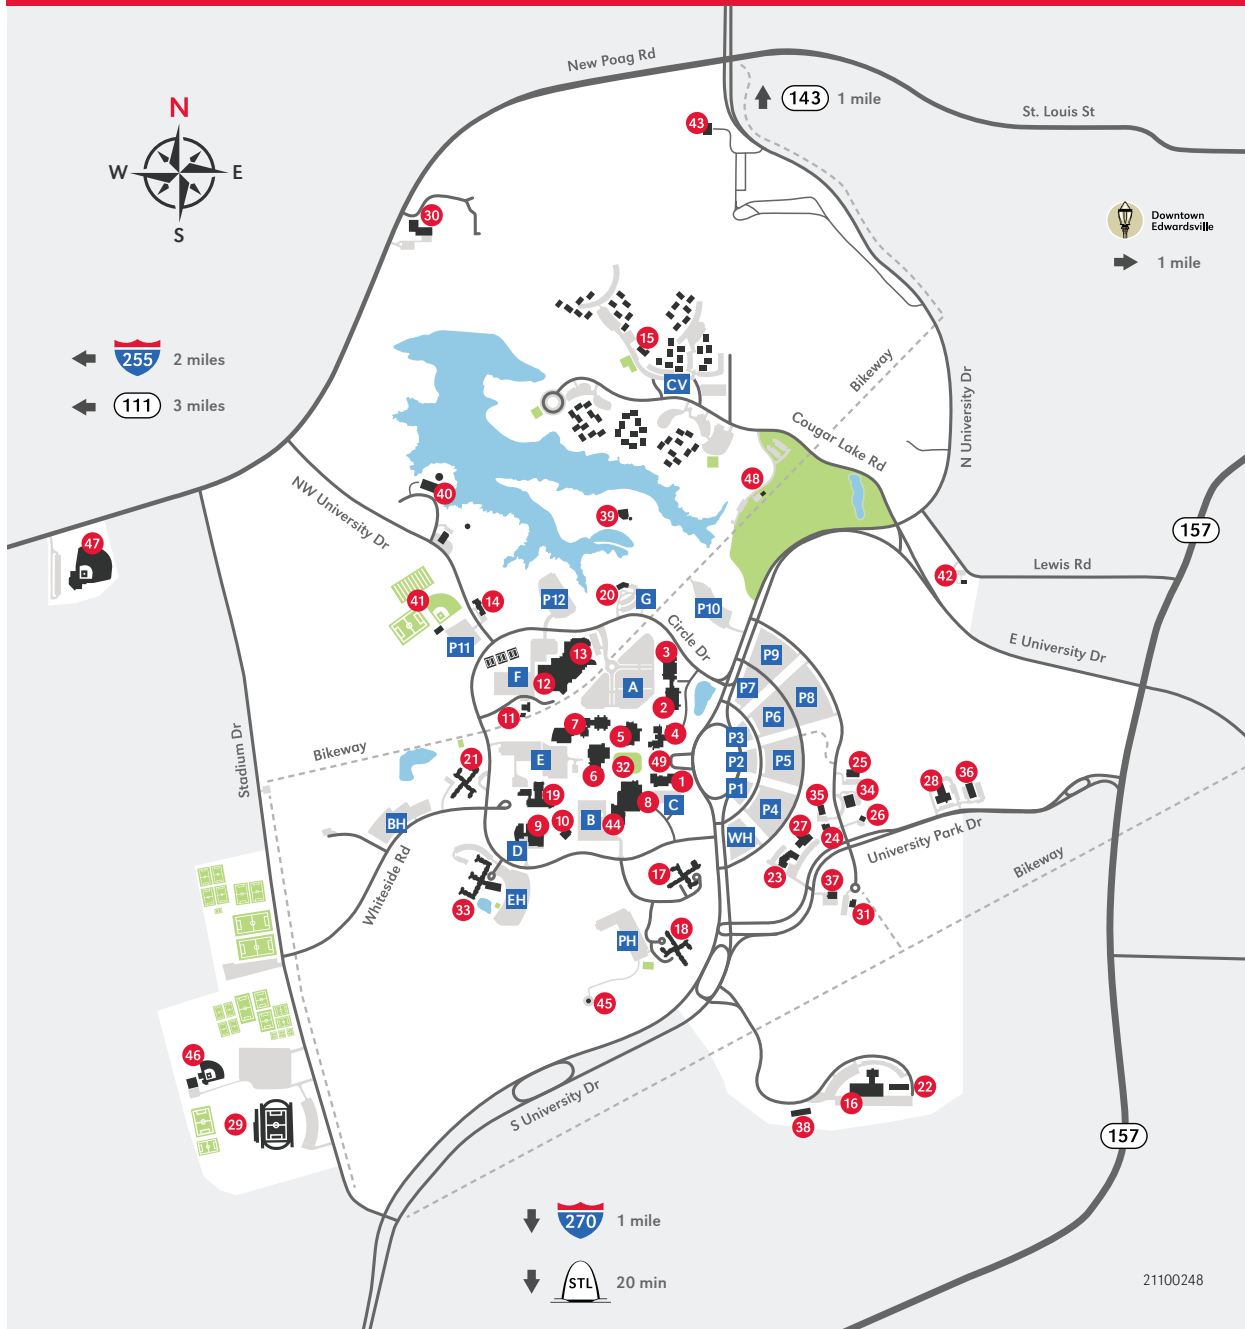 New Poag Rd
143 1 mile
St. Louis St
43
N
W E
S
30
Downtown
Edwardsville
1 mile
15
255 2 miles
CV
Bikeway
111 3 miles
N University Dr
Cougar Lake Rd
48
40
NW University Dr
39
157
47
Lewis Rd
42
20
G
P12
41
14
P10
Circle Dr
E University Dr
P11
13
3
P9
F
12
A
P7
P8
2
11
7
P6
5
4
P3
Stadium Dr
Bikeway
21
E
32
49
P2
P5
25
6
1
P1
28
36
19
8
C
34
35
BH
10
B
P4
26
9
44
27
24
WH
University Park Dr
D
Whiteside Rd
23
Bikeway
17
37
33
EH
31
18
PH
45
46
29
S University Dr
22
16
38
157
270 1 mile
STL 20 min
21100248